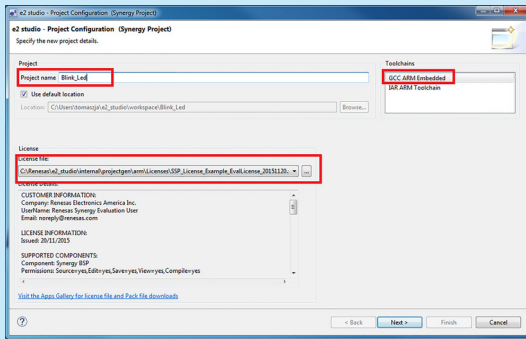 e2 studio - Project Configuration (Synergy Project)
e2 studio - Project Configuration (Synergy Project)
Specify the new project details.
Project
Project name Blink_Led
Use default location
Location: C:\Users\tomaszja\e2_studio\workspace\Blink_Led Browse...
Toolchains
GCC ARM Embedded
IAR ARM Toolchain
License
License file:
C:\Renesas\e2_studio\internal\projectgen\arm\Licenses\SSP_License_Example_EvalLicense_20151120. ...
License Details:
CUSTOMER INFORMATION:
Company: Renesas Electronics America Inc.
UserName: Renesas Synergy Evaluation User
Email: noreply@renesas.com
LICENSE INFORMATION:
Issued: 20/11/2015
SUPPORTED COMPONENTS:
Component: Synergy BSP
Permissions: Source=yes,Edit=yes,Save=yes,View=yes,Compile=yes
Visit the Apps Gallery for license file and Pack file downloads
? < Back Next > Finish Cancel